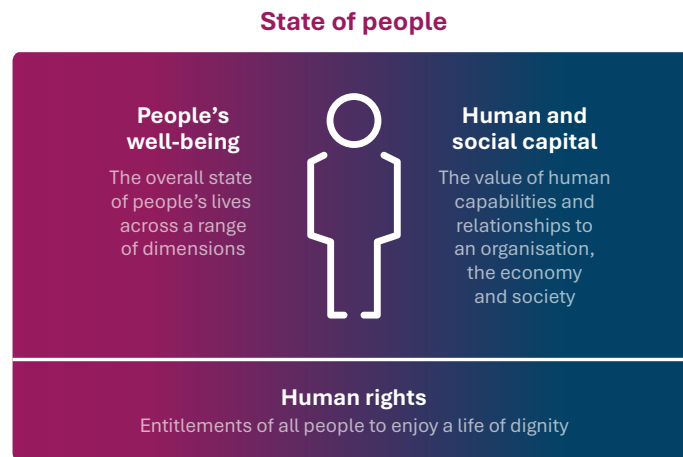 State of people
People's
well-being
The overall state
of people's lives
across a range
of dimensions
Human and
social capital
The value of human
capabilities and
relationships to
an organisation,
the economy
and society
Human rights
Entitlements of all people to enjoy a life of dignity